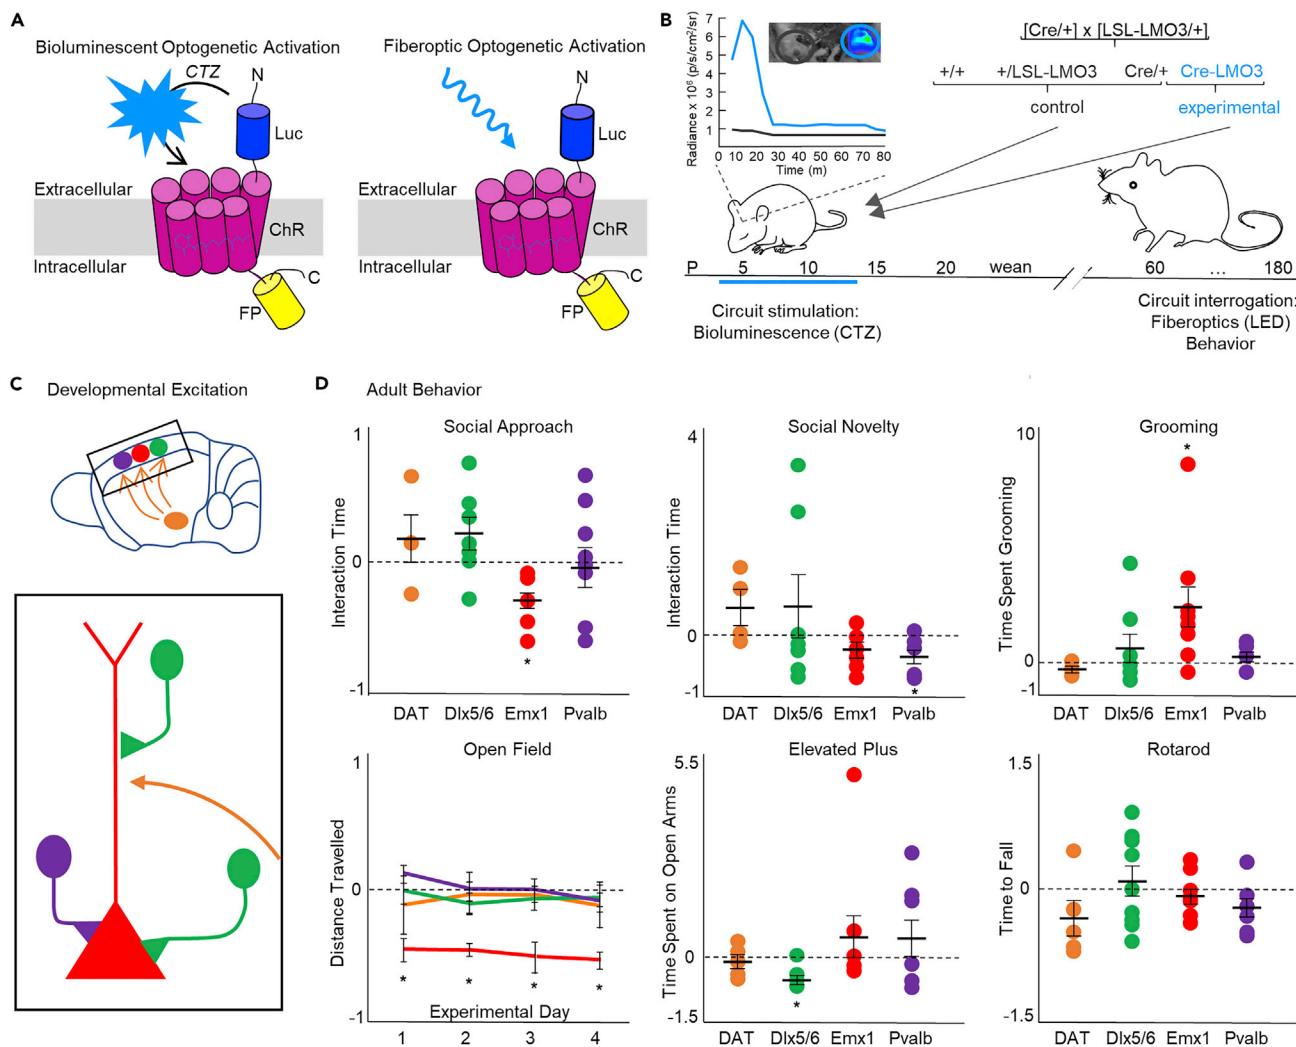 A
Bioluminescent Optogenetic Activation
CTZ
N
Luc
Extracellular
ChR
Intracellular
C
FP
Fiberoptic Optogenetic Activation
N
Luc
Extracellular
ChR
Intracellular
C
FP
B
Radiance x 10⁶ (p/s/cm²/sr)
7
6
5
4
3
2
1
10 20 30 40 50 60 70 80
Time (m)
[Cre/+] x [LSL-LMO3/+]
+/+ +/LSL-LMO3 Cre/+ Cre-LMO3
control experimental
P 5 10 15 20 wean 60 ... 180
Circuit stimulation:
Bioluminescence (CTZ)
Circuit interrogation:
Fiberoptics (LED)
Behavior
C Developmental Excitation
D Adult Behavior
Social Approach
Interaction Time
1
0
-1
*
DAT Dlx5/6 Emx1 Pvalb
Social Novelty
Interaction Time
4
0
-1
*
DAT Dlx5/6 Emx1 Pvalb
Grooming
Time Spent Grooming
10
0
-1
*
DAT Dlx5/6 Emx1 Pvalb
Open Field
Distance Travelled
1
0
-1
* * * *
Experimental Day
1 2 3 4
Elevated Plus
Time Spent on Open Arms
5.5
0
-1.5
*
DAT Dlx5/6 Emx1 Pvalb
Rotarod
Time to Fall
1.5
0
-1.5
DAT Dlx5/6 Emx1 Pvalb